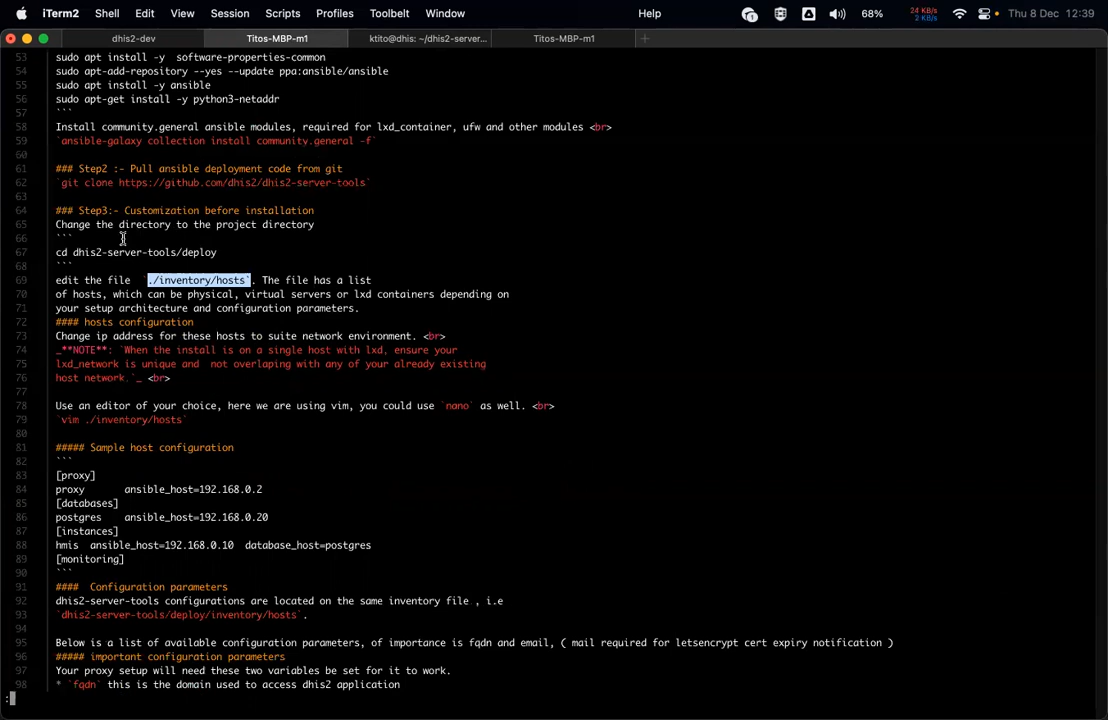 iTerm2 Shell Edit View Session Scripts Profiles Toolbelt Window Help 1 68% 24 KB/s 2 KB/s Thu 8 Dec 12:39
dhis2-dev Titos-MBP-m1 ktito@dhis: ~/dhis2-server... Titos-MBP-m1
53 sudo apt install -y  software-properties-common
54 sudo apt-add-repository --yes --update ppa:ansible/ansible
55 sudo apt install -y ansible
56 sudo apt-get install -y python3-netaddr
57 ```
58 Install community.general ansible modules, required for lxd_container, ufw and other modules <br>
59 `ansible-galaxy collection install community.general -f`
60
61 ### Step2 :- Pull ansible deployment code from git
62 `git clone https://github.com/dhis2/dhis2-server-tools`
63
64 ### Step3:- Customization before installation
65 Change the directory to the project directory
66 ```
67 cd dhis2-server-tools/deploy
68 ```
69 edit the file  `./inventory/hosts`. The file has a list
70 of hosts, which can be physical, virtual servers or lxd containers depending on
71 your setup architecture and configuration parameters.
72 #### hosts configuration
73 Change ip address for these hosts to suite network environment. <br>
74 _**NOTE**: `When the install is on a single host with lxd, ensure your
75 lxd_network is unique and  not overlaping with any of your already existing
76 host network.`_ <br>
77
78 Use an editor of your choice, here we are using vim, you could use `nano` as well. <br>
79 `vim ./inventory/hosts`
80
81 ##### Sample host configuration
82 ```
83 [proxy]
84 proxy      ansible_host=192.168.0.2
85 [databases]
86 postgres    ansible_host=192.168.0.20
87 [instances]
88 hmis  ansible_host=192.168.0.10  database_host=postgres
89 [monitoring]
90 ```
91 ####  Configuration parameters
92 dhis2-server-tools configurations are located on the same inventory file , i.e
93 `dhis2-server-tools/deploy/inventory/hosts`.
94
95 Below is a list of available configuration parameters, of importance is fqdn and email, ( mail required for letsencrypt cert expiry notification )
96 ##### important configuration parameters
97 Your proxy setup will need these two variables be set for it to work.
98 * `fqdn` this is the domain used to access dhis2 application
: